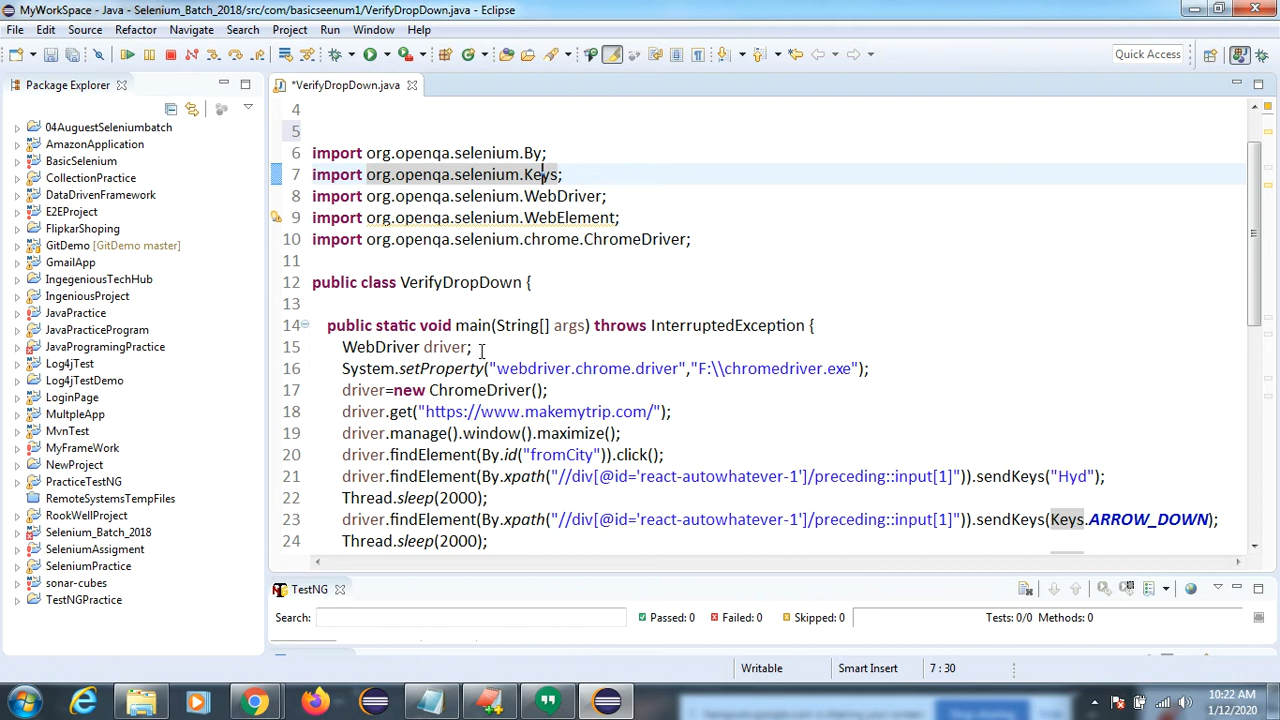 MyWorkSpace - Java - Selenium_Batch_2018/src/com/basicseenum1/VerifyDropDown.java - Eclipse
File Edit Source Refactor Navigate Search Project Run Window Help
Quick Access
Package Explorer
*VerifyDropDown.java
04AuguestSeleniumbatch
AmazonApplication
BasicSelenium
CollectionPractice
DataDrivenFramework
E2EProject
FlipkarShoping
GitDemo [GitDemo master]
GmailApp
IngegeniousTechHub
IngeniousProject
JavaPractice
JavaPracticeProgram
JavaProgramingPractice
Log4jTest
Log4jTestDemo
LoginPage
MultpleApp
MvnTest
MyFrameWork
NewProject
PracticeTestNG
RemoteSystemsTempFiles
RookWellProject
Selenium_Batch_2018
SeleniumAssigment
SeleniumPractice
sonar-cubes
TestNGPractice
4
5
6 import org.openqa.selenium.By;
7 import org.openqa.selenium.Keys;
8 import org.openqa.selenium.WebDriver;
9 import org.openqa.selenium.WebElement;
10 import org.openqa.selenium.chrome.ChromeDriver;
11
12 public class VerifyDropDown {
13
14 public static void main(String[] args) throws InterruptedException {
15 WebDriver driver;
16 System.setProperty("webdriver.chrome.driver","F:\\chromedriver.exe");
17 driver=new ChromeDriver();
18 driver.get("https://www.makemytrip.com/");
19 driver.manage().window().maximize();
20 driver.findElement(By.id("fromCity")).click();
21 driver.findElement(By.xpath("//div[@id='react-autowhatever-1']/preceding::input[1]")).sendKeys("Hyd");
22 Thread.sleep(2000);
23 driver.findElement(By.xpath("//div[@id='react-autowhatever-1']/preceding::input[1]")).sendKeys(Keys.ARROW_DOWN);
24 Thread.sleep(2000);
TestNG
Search: Passed: 0 Failed: 0 Skipped: 0 Tests: 0/0 Methods: 0
Writable Smart Insert 7 : 30
10:22 AM
1/12/2020